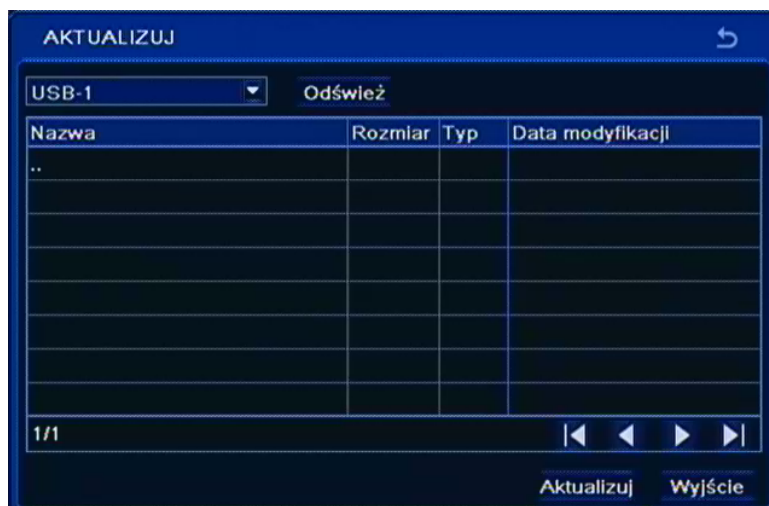 AKTUALIZUJ
USB-1 Odśwież
Nazwa Rozmiar Typ Data modyfikacji
..
1/1
Aktualizuj Wyjście